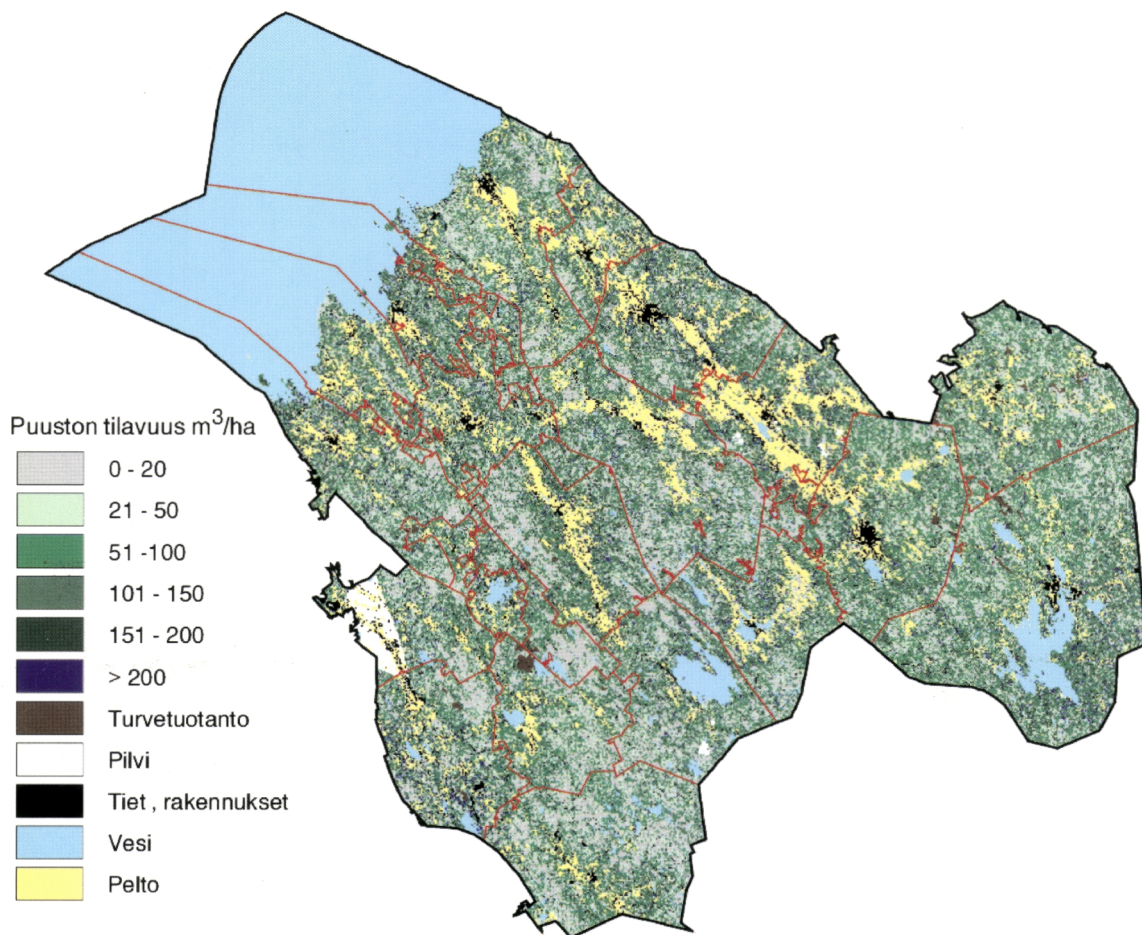 Puuston tilavuus m³/ha
0 - 20
21 - 50
51 -100
101 - 150
151 - 200
> 200
Turvetuotanto
Pilvi
Tiet , rakennukset
Vesi
Pelto